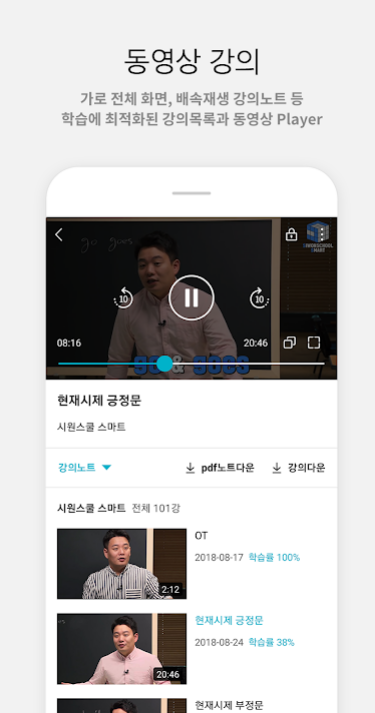 동영상 강의
가로 전체 화면, 배속재생 강의노트 등
학습에 최적화된 강의목록과 동영상 Player
go goes
10
10
08:16
20:46
go & goes
현재시제 긍정문
시원스쿨 스마트
강의노트
pdf노트다운
강의다운
시원스쿨 스마트 전체 101강
OT
2018-08-17 학습률 100%
2:12
현재시제 긍정문
2018-08-24 학습률 38%
20:46
현재시제 부정문